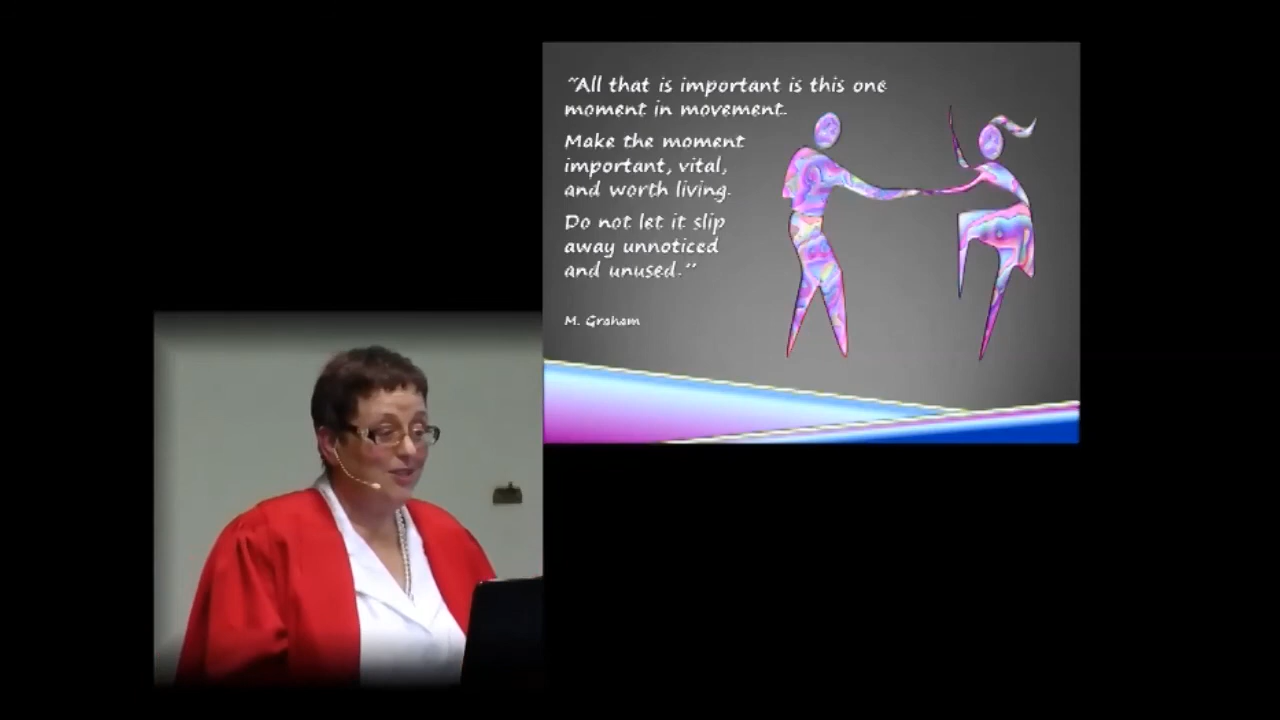 “All that is important is this one
moment in movement.
Make the moment
important, vital,
and worth living.
Do not let it slip
away unnoticed
and unused.”
M. Graham